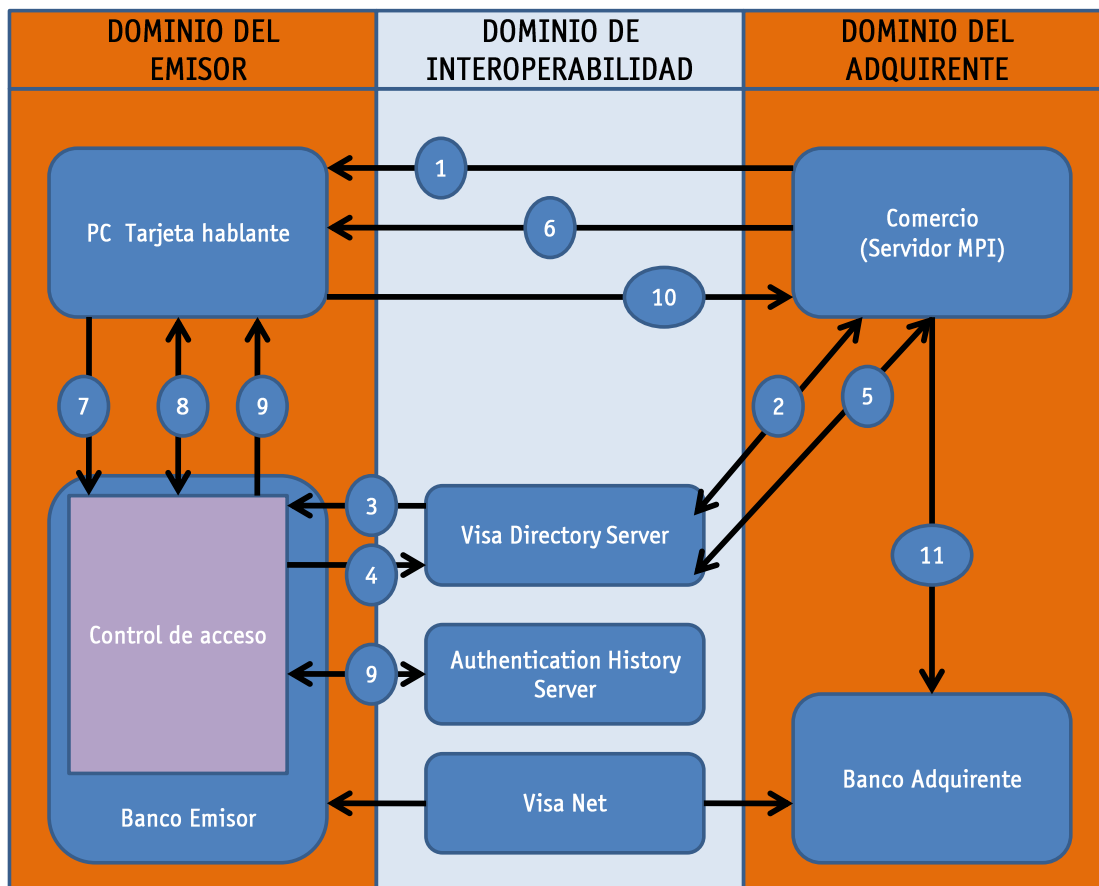 DOMINIO DEL
EMISOR
DOMINIO DE
INTEROPERABILIDAD
DOMINIO DEL
ADQUIRENTE
1
PC Tarjeta hablante
6
Comercio
(Servidor MPI)
10
7
8
9
2
5
3
Visa Directory Server
4
11
Control de acceso
9
Authentication History
Server
Banco Emisor
Visa Net
Banco Adquirente